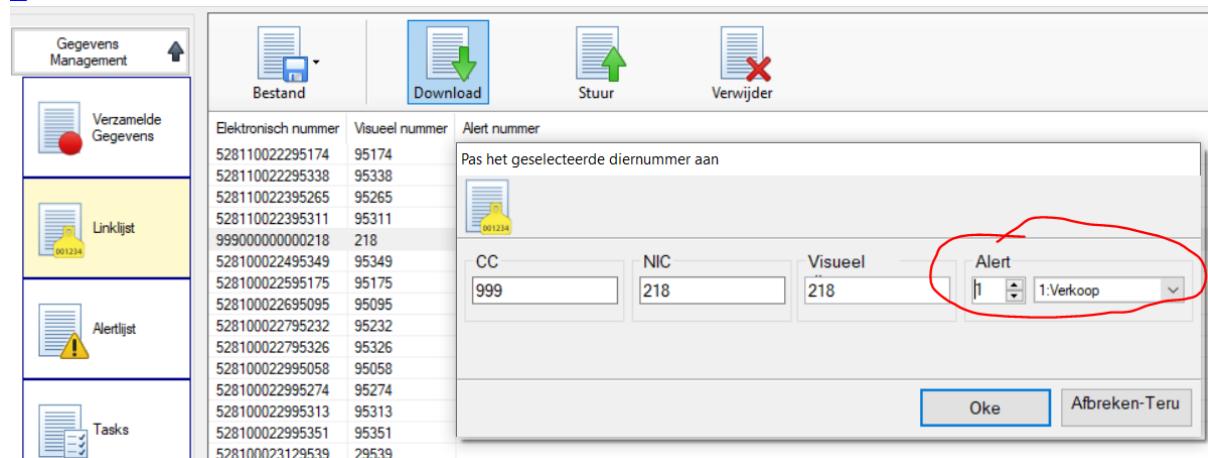 Gegevens
Management
Verzamelde
Gegevens
001234
Linklijst
Alertlijst
Tasks
Bestand
Download
Stuur
Verwijder
Elektronisch nummer Visueel nummer Alert nummer
528110022295174 95174
528110022295338 95338
528110022395265 95265
528110022395311 95311
999000000000218 218
528100022495349 95349
528100022595175 95175
528100022695095 95095
528100022795232 95232
528100022795326 95326
528100022995058 95058
528100022995274 95274
528100022995313 95313
528100022995351 95351
528100023129539 29539
Pas het geselecteerde diernummer aan
001234
CC NIC Visueel Alert
999 218 218 1 1:Verkoop
Oke Afbreken-Teru